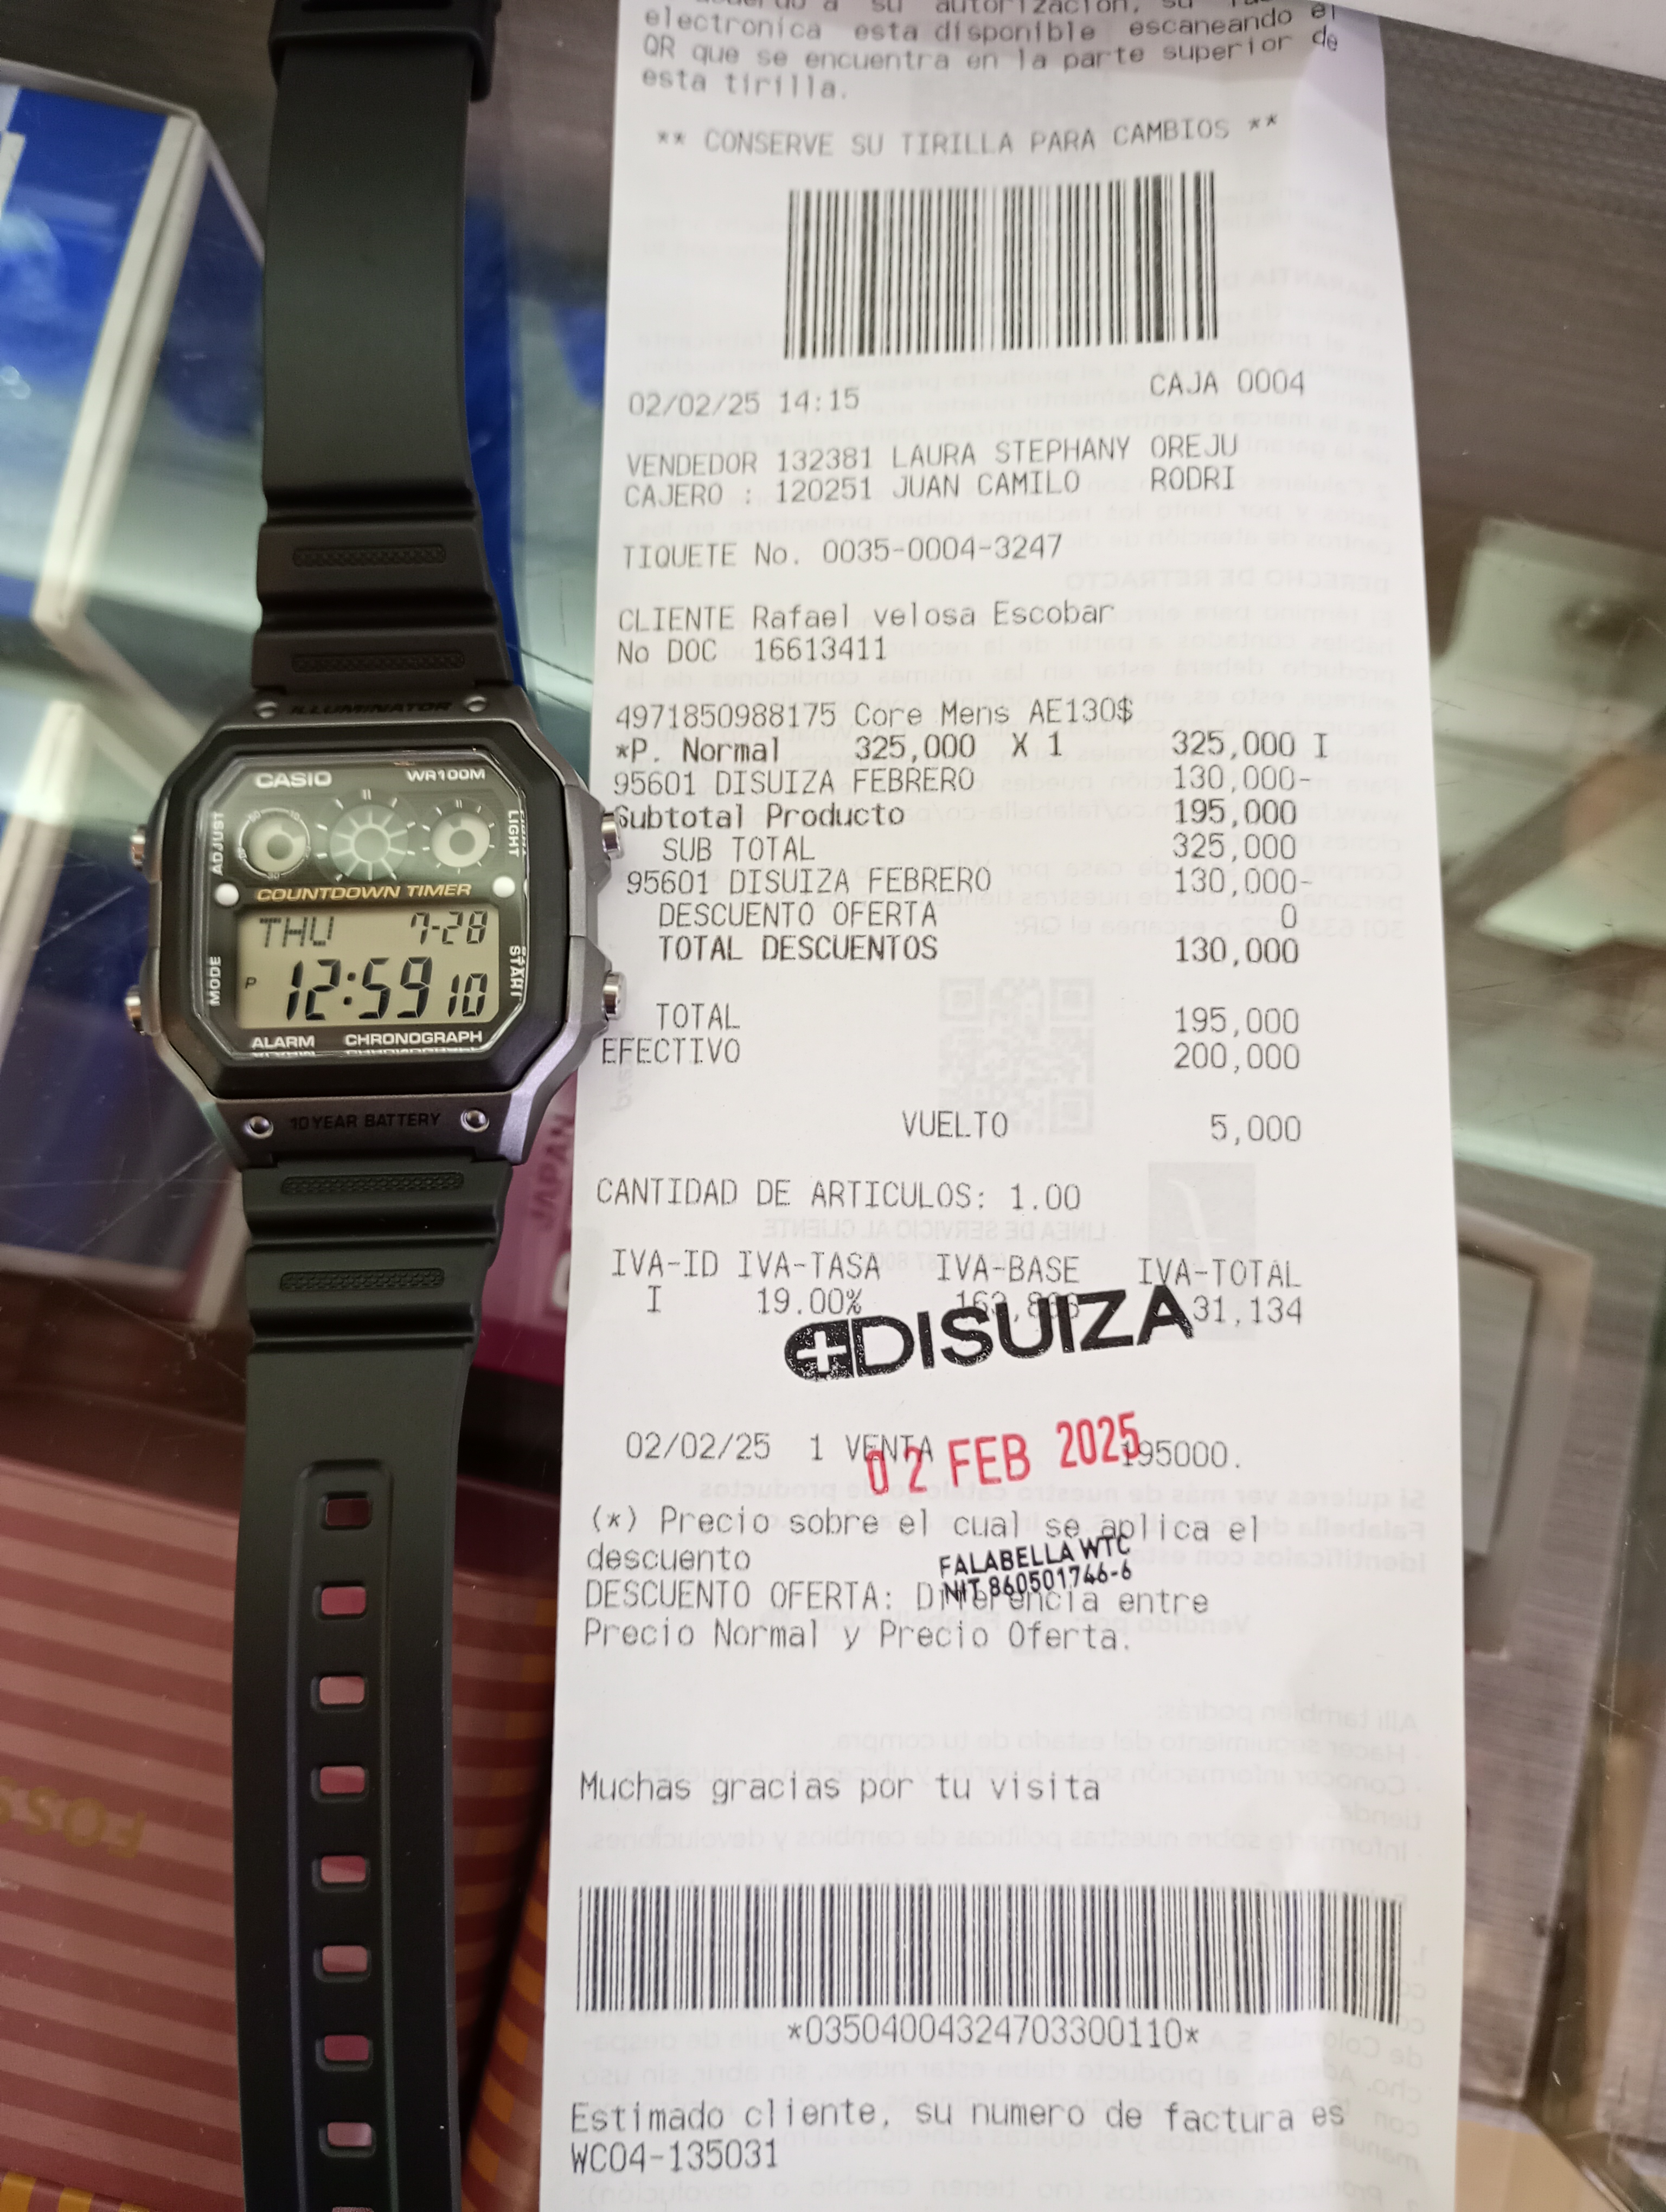 su autorización, su
electronica esta disponible escaneando el
QR que se encuentra en la parte superior de
esta tirilla.
** CONSERVE SU TIRILLA PARA CAMBIOS **
02/02/25 14:15 CAJA 0004
VENDEDOR 132381 LAURA STEPHANY OREJU
CAJERO : 120251 JUAN CAMILO RODRI
TIQUETE No. 0035-0004-3247
CLIENTE Rafael velosa Escobar
No DOC 16613411
4971850988175 Core Mens AE130$
*P. Normal 325,000 X 1 325,000 I
95601 DISUIZA FEBRERO 130,000-
Subtotal Producto 195,000
SUB TOTAL 325,000
95601 DISUIZA FEBRERO 130,000-
DESCUENTO OFERTA 0
TOTAL DESCUENTOS 130,000
TOTAL 195,000
EFECTIVO 200,000
VUELTO 5,000
CANTIDAD DE ARTICULOS: 1.00
IVA-ID IVA-TASA IVA-BASE IVA-TOTAL
I 19.00% 31,134
DISUIZA
02/02/25 1 VENTA 195000.
02 FEB 2025
(*) Precio sobre el cual se aplica el
descuento
FALABELLA WTC
NIT 860501746-6
DESCUENTO OFERTA: Diferencia entre
Precio Normal y Precio Oferta.
Muchas gracias por tu visita
*03504004324703300110*
Estimado cliente, su numero de factura es
WC04-135031
ILLUMINATOR
CASIO WR100M
ADJUST
LIGHT
COUNTDOWN TIMER
THU 7-28
P 12:59 10
MODE
START
ALARM CHRONOGRAPH
10 YEAR BATTERY
JAPAN
FOSS